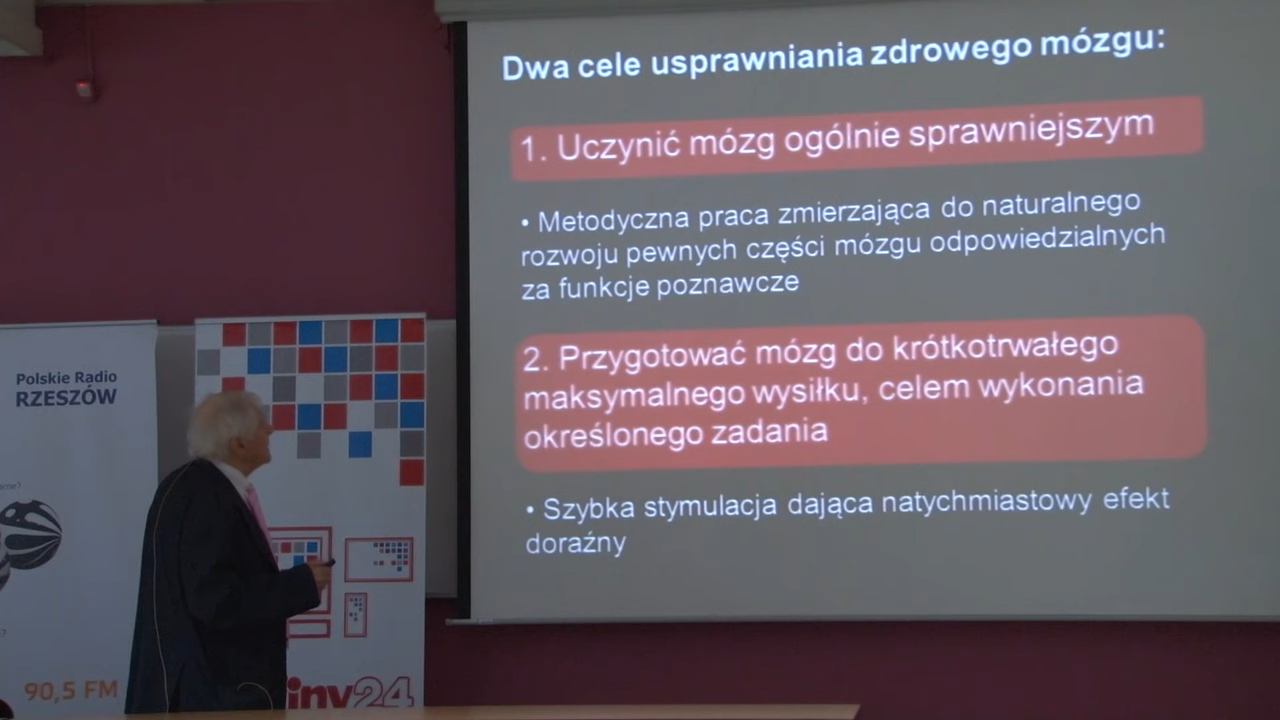 Dwa cele usprawniania zdrowego mózgu:
1. Uczynić mózg ogólnie sprawniejszym
• Metodyczna praca zmierzająca do naturalnego
rozwoju pewnych części mózgu odpowiedzialnych
za funkcje poznawcze
2. Przygotować mózg do krótkotrwałego
maksymalnego wysiłku, celem wykonania
określonego zadania
• Szybka stymulacja dająca natychmiastowy efekt
doraźny
Polskie Radio
RZESZÓW
90,5 FM
iny24